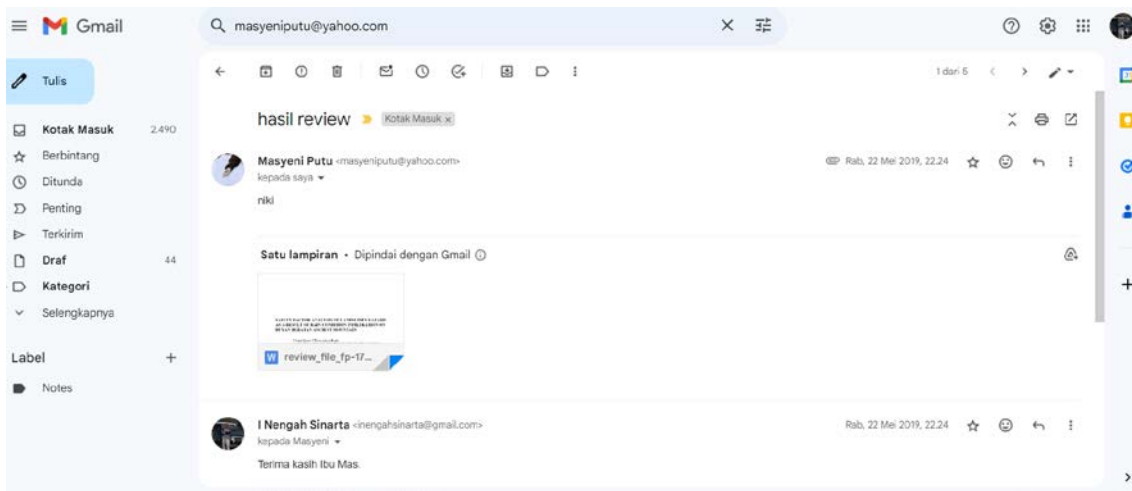 Gmail
masyeniputu@yahoo.com
Tulis
1 dari 5
hasil review
Kotak Masuk x
Kotak Masuk 2.490
Berbintang
Ditunda
Penting
Terkirim
Draf 44
Kategori
Selengkapnya
Label +
Notes
Masyeni Putu <masyeniputu@yahoo.com>
Rab, 22 Mei 2019, 22.24
kepada saya
niki
Satu lampiran • Dipindai dengan Gmail
W review_file_fp-17...
I Nengah Sinarta <inengahsinarta@gmail.com>
Rab, 22 Mei 2019, 22.24
kepada Masyeni
Terima kasih Ibu Mas.